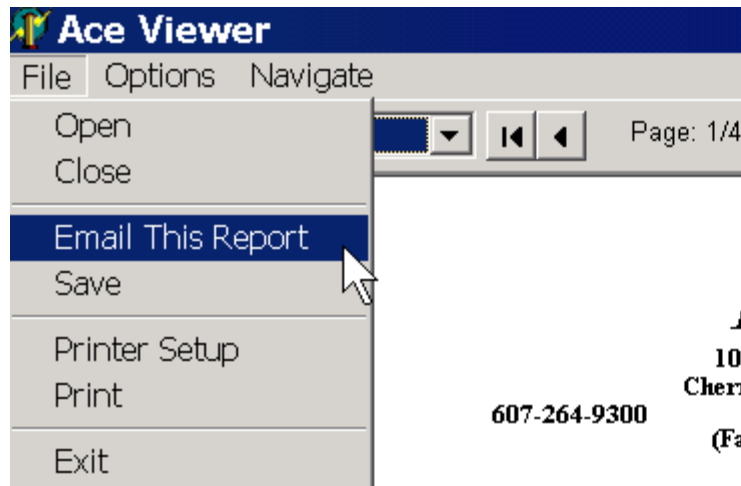 Ace Viewer
File Options Navigate
Open
Close
Page: 1/4
Email This Report
Save
Printer Setup
Print
Exit
10
607-264-9300